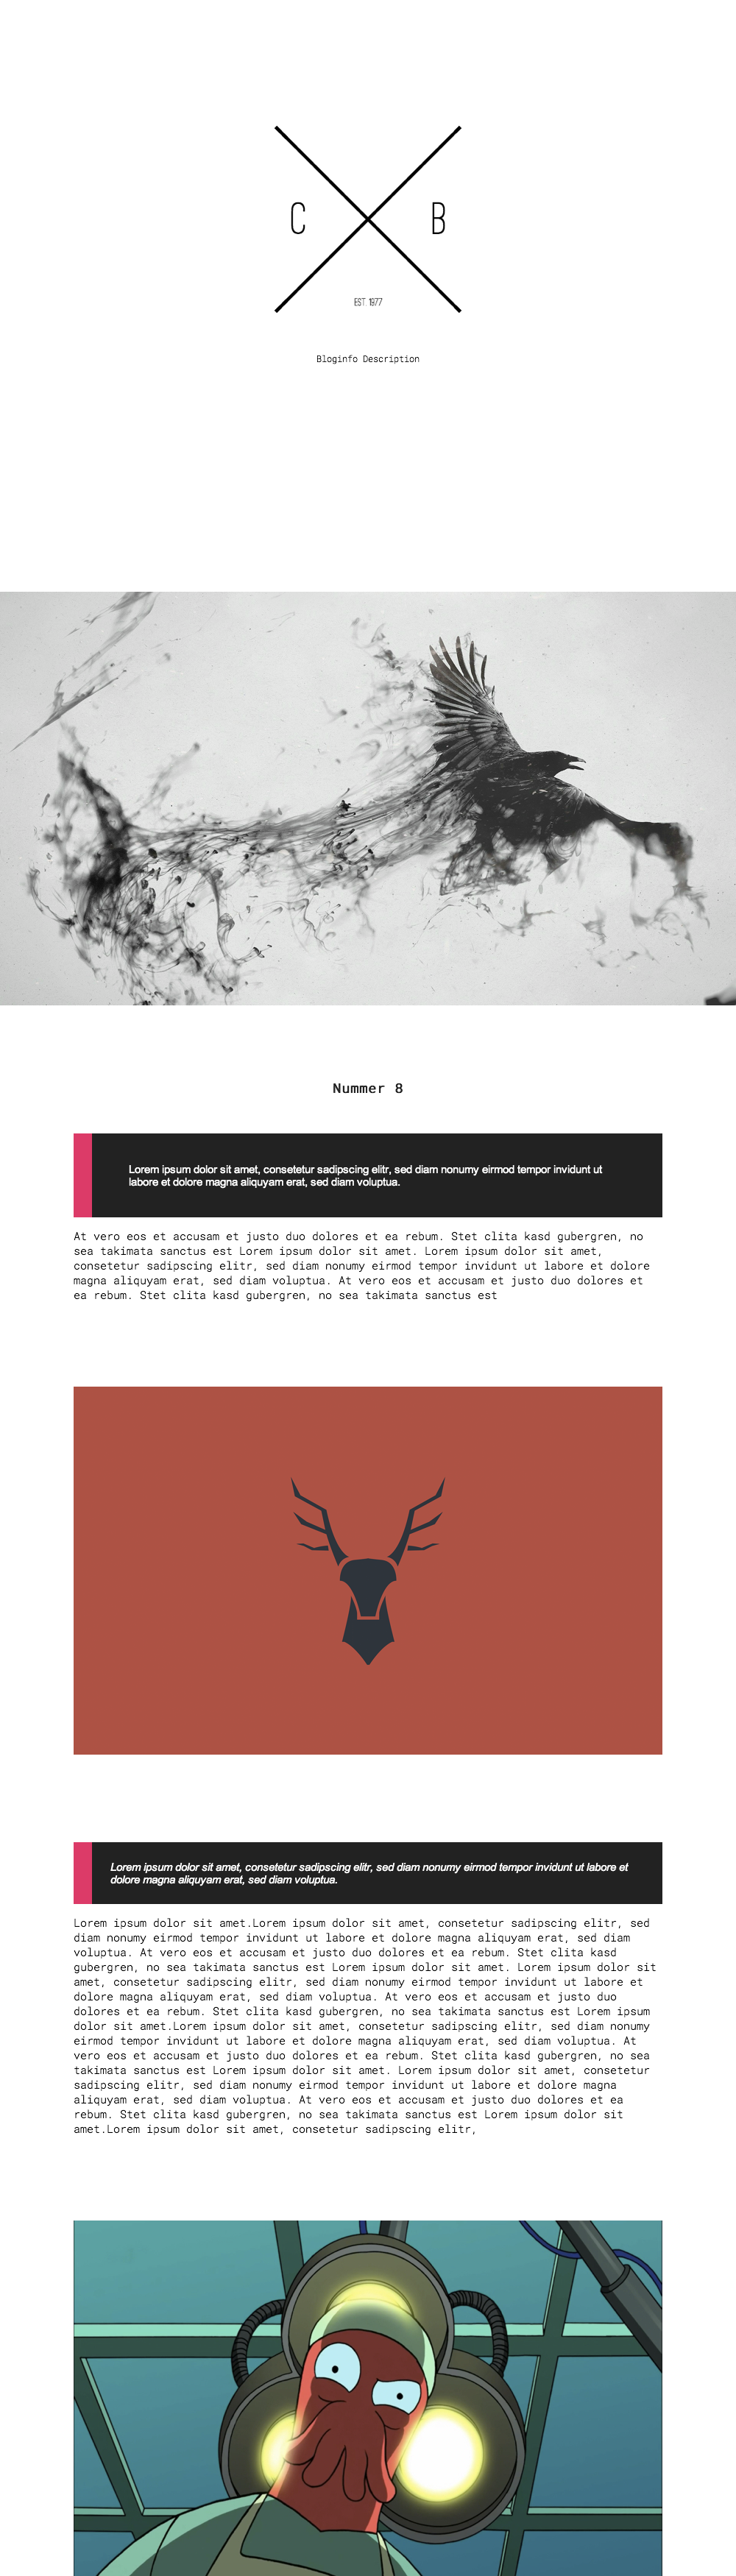 C B
EST 1977
Bloginfo Description
Nummer 8
Lorem ipsum dolor sit amet, consetetur sadipscing elitr, sed diam nonumy eirmod tempor invidunt ut
labore et dolore magna aliquyam erat, sed diam voluptua.
At vero eos et accusam et justo duo dolores et ea rebum. Stet clita kasd gubergren, no
sea takimata sanctus est Lorem ipsum dolor sit amet. Lorem ipsum dolor sit amet,
consetetur sadipscing elitr, sed diam nonumy eirmod tempor invidunt ut labore et dolore
magna aliquyam erat, sed diam voluptua. At vero eos et accusam et justo duo dolores et
ea rebum. Stet clita kasd gubergren, no sea takimata sanctus est
Lorem ipsum dolor sit amet, consetetur sadipscing elitr, sed diam nonumy eirmod tempor invidunt ut labore et
dolore magna aliquyam erat, sed diam voluptua.
Lorem ipsum dolor sit amet.Lorem ipsum dolor sit amet, consetetur sadipscing elitr, sed
diam nonumy eirmod tempor invidunt ut labore et dolore magna aliquyam erat, sed diam
voluptua. At vero eos et accusam et justo duo dolores et ea rebum. Stet clita kasd
gubergren, no sea takimata sanctus est Lorem ipsum dolor sit amet. Lorem ipsum dolor sit
amet, consetetur sadipscing elitr, sed diam nonumy eirmod tempor invidunt ut labore et
dolore magna aliquyam erat, sed diam voluptua. At vero eos et accusam et justo duo
dolores et ea rebum. Stet clita kasd gubergren, no sea takimata sanctus est Lorem ipsum
dolor sit amet.Lorem ipsum dolor sit amet, consetetur sadipscing elitr, sed diam nonumy
eirmod tempor invidunt ut labore et dolore magna aliquyam erat, sed diam voluptua. At
vero eos et accusam et justo duo dolores et ea rebum. Stet clita kasd gubergren, no sea
takimata sanctus est Lorem ipsum dolor sit amet. Lorem ipsum dolor sit amet, consetetur
sadipscing elitr, sed diam nonumy eirmod tempor invidunt ut labore et dolore magna
aliquyam erat, sed diam voluptua. At vero eos et accusam et justo duo dolores et ea
rebum. Stet clita kasd gubergren, no sea takimata sanctus est Lorem ipsum dolor sit
amet.Lorem ipsum dolor sit amet, consetetur sadipscing elitr,